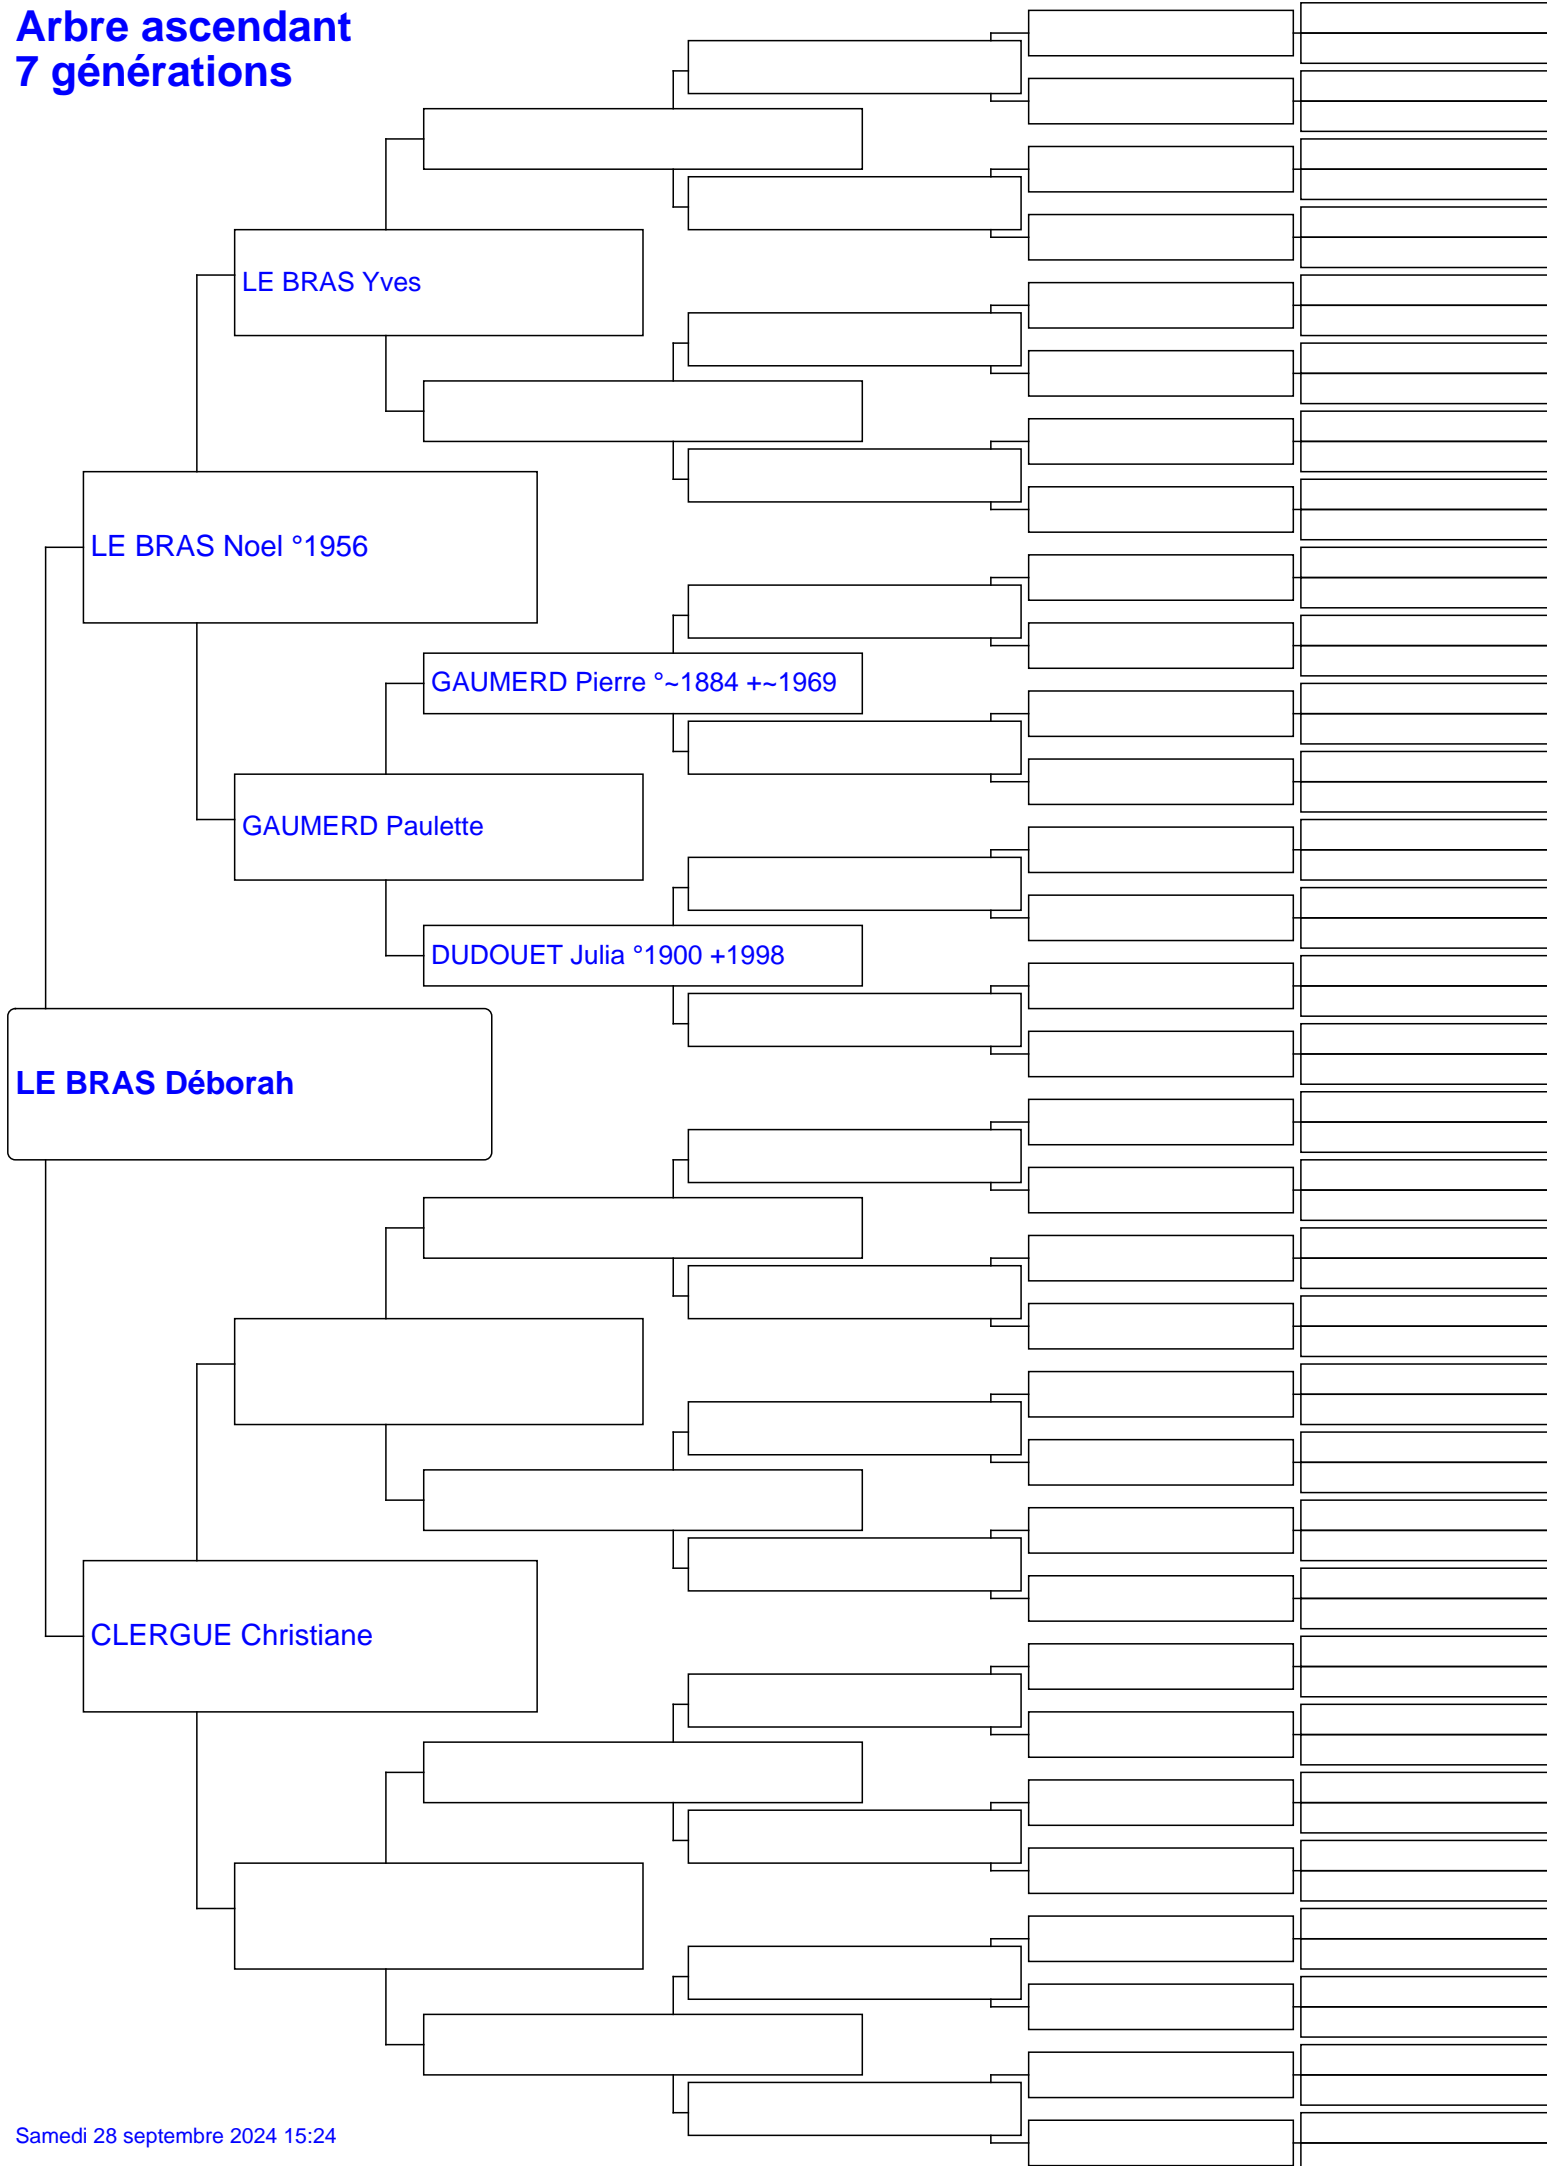 Arbre ascendant
7 générations
LE BRAS Yves
LE BRAS Noel °1956
GAUMERD Pierre °~1884 +~1969
GAUMERD Paulette
DUDOUET Julia °1900 +1998
LE BRAS Déborah
CLERGUE Christiane
Samedi 28 septembre 2024 15:24